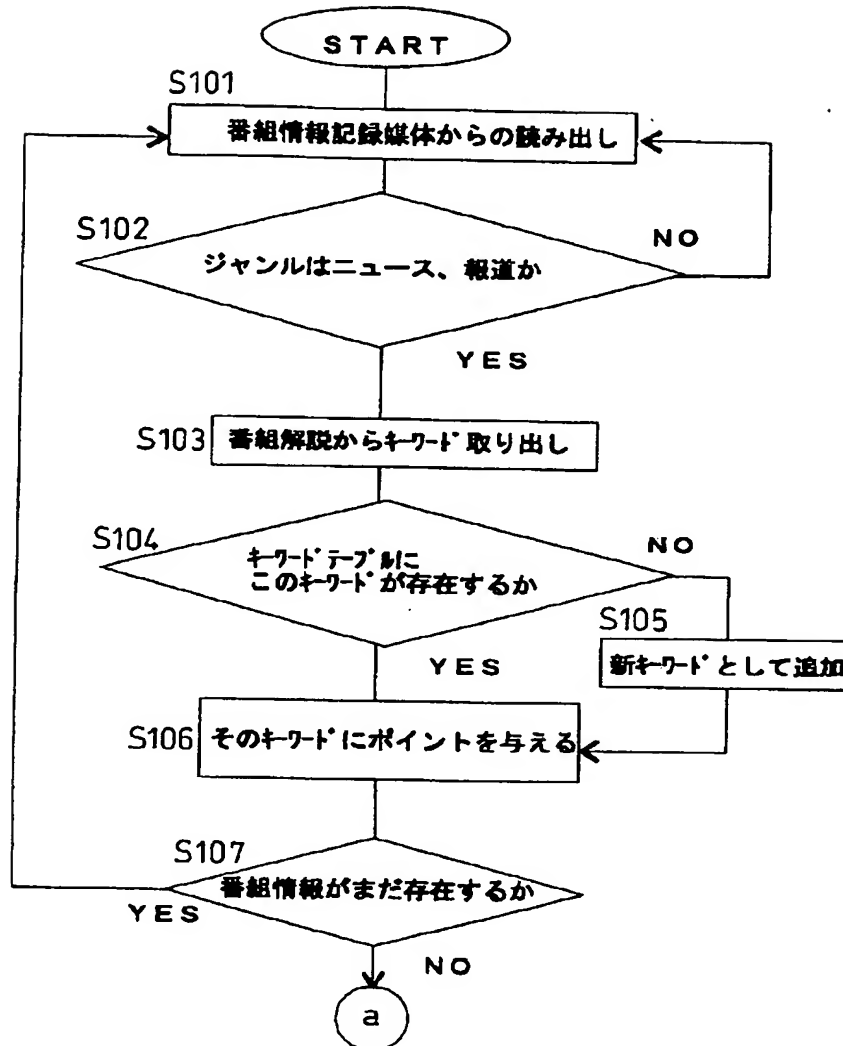 START
S101
番組情報記録媒体からの読み出し
S102
ジャンルはニュース、報道か
NO
YES
S103
番組解説からキーワード取り出し
S104
キーワードテーブルに
このキーワードが存在するか
NO
S105
新キーワードとして追加
YES
S106
そのキーワードにポイントを与える
S107
番組情報がまだ存在するか
YES
NO
a